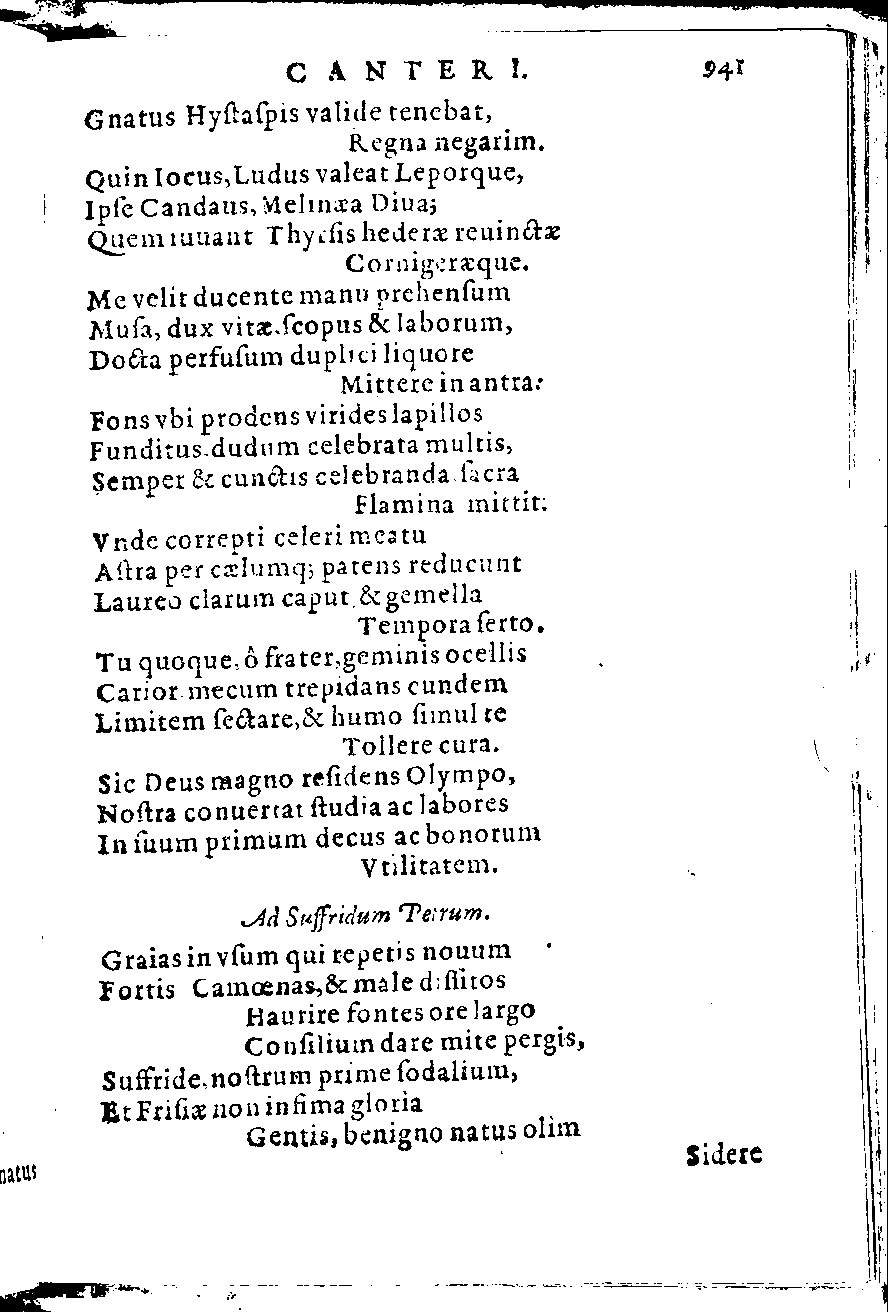 CANTERI. 941
Gnatus Hyſtaſpis valide tenebat,
Regna negarim.
Quin Iocus, Ludus valeat Leporque,
Ipſe Candaus, Melinæa Diua;
Quem iuuant Thyrſis hederæ reuinctæ
Cornigeræque.
Me velit ducente manu prehenſum
Muſa, dux vitæ, ſcopus & laborum,
Docta perfuſum duplici liquore
Mittere in antra:
Fons vbi prodens virides lapillos
Funditus, dudum celebrata multis,
Semper & cunctis celebranda ſacra
Flamina mittit:
Vnde correpti celeri meatu
Aſtra per cælumq; patens reducunt
Laureo clarum caput, & gemella
Tempora ſerto.
Tu quoque, ô frater, geminis ocellis
Carior mecum trepidans eundem
Limitem ſectare, & humo ſimul te
Tollere cura.
Sic Deus magno reſidens Olympo,
Noſtra conuertat ſtudia ac labores
In ſuum primum decus ac bonorum
Vtilitatem.
Ad Suffridum Petrum.
Graias in vſum qui repetis nouum
Fortis Camœnas, & male diſſitos
Haurire fontes ore largo
Conſilium dare mite pergis,
Suffride, noſtrum prime ſodalium,
Et Friſiæ non infima gloria
Gentis, benigno natus olim
Sidere
natus